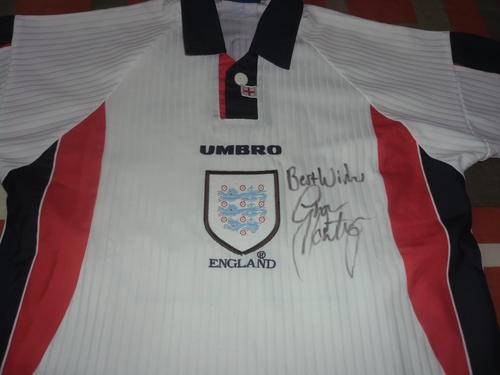 UMBRO
Best Wishes
®
ENGLAND